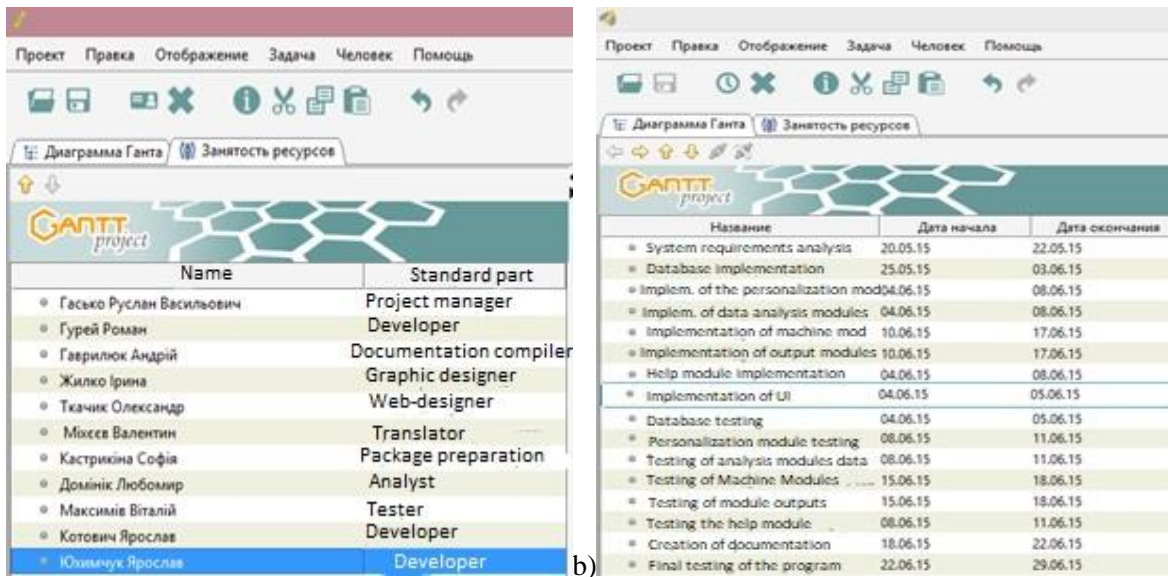 Проект Правка Отображение Задача Человек Помощь
Диаграмма Ганта Занятость ресурсов
GANTT
project
Name Standard part
Гасько Руслан Васильович Project manager
Гурей Роман Developer
Гаврилюк Андрій Documentation compiler
Жилко Ірина Graphic designer
Ткачик Олександр Web-designer
Міхєєв Валентин Translator
Кастрикіна Софія Package preparation
Домінік Любомир Analyst
Максимів Віталій Tester
Котович Ярослав Developer
Юхимчук Ярослав Developer
b)
Проект Правка Отображение Задача Человек Помощь
Диаграмма Ганта Занятость ресурсов
GANTT
project
Название Дата начала Дата окончания
System requirements analysis 20.05.15 22.05.15
Database implementation 25.05.15 03.06.15
Implem. of the personalization mod 04.06.15 08.06.15
Implem. of data analysis modules 04.06.15 08.06.15
Implementation of machine mod 10.06.15 17.06.15
Implementation of output modules 10.06.15 17.06.15
Help module implementation 04.06.15 08.06.15
Implementation of UI 04.06.15 05.06.15
Database testing 04.06.15 05.06.15
Personalization module testing 08.06.15 11.06.15
Testing of analysis modules data 08.06.15 11.06.15
Testing of Machine Modules 15.06.15 18.06.15
Testing of module outputs 15.06.15 18.06.15
Testing the help module 08.06.15 11.06.15
Creation of documentation 18.06.15 22.06.15
Final testing of the program 22.06.15 29.06.15